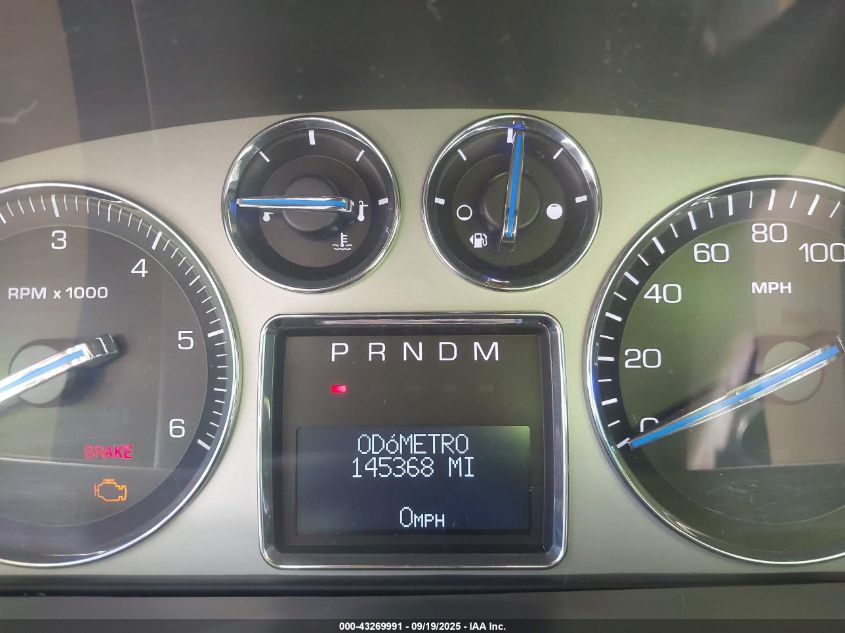 3
4
5
6
RPM x 1000
BRAKE
P R N D M
ODóMETRO
145368 MI
0MPH
0
20
40
60
80
100
MPH
000-43269991 - 09/19/2025 - IAA Inc.